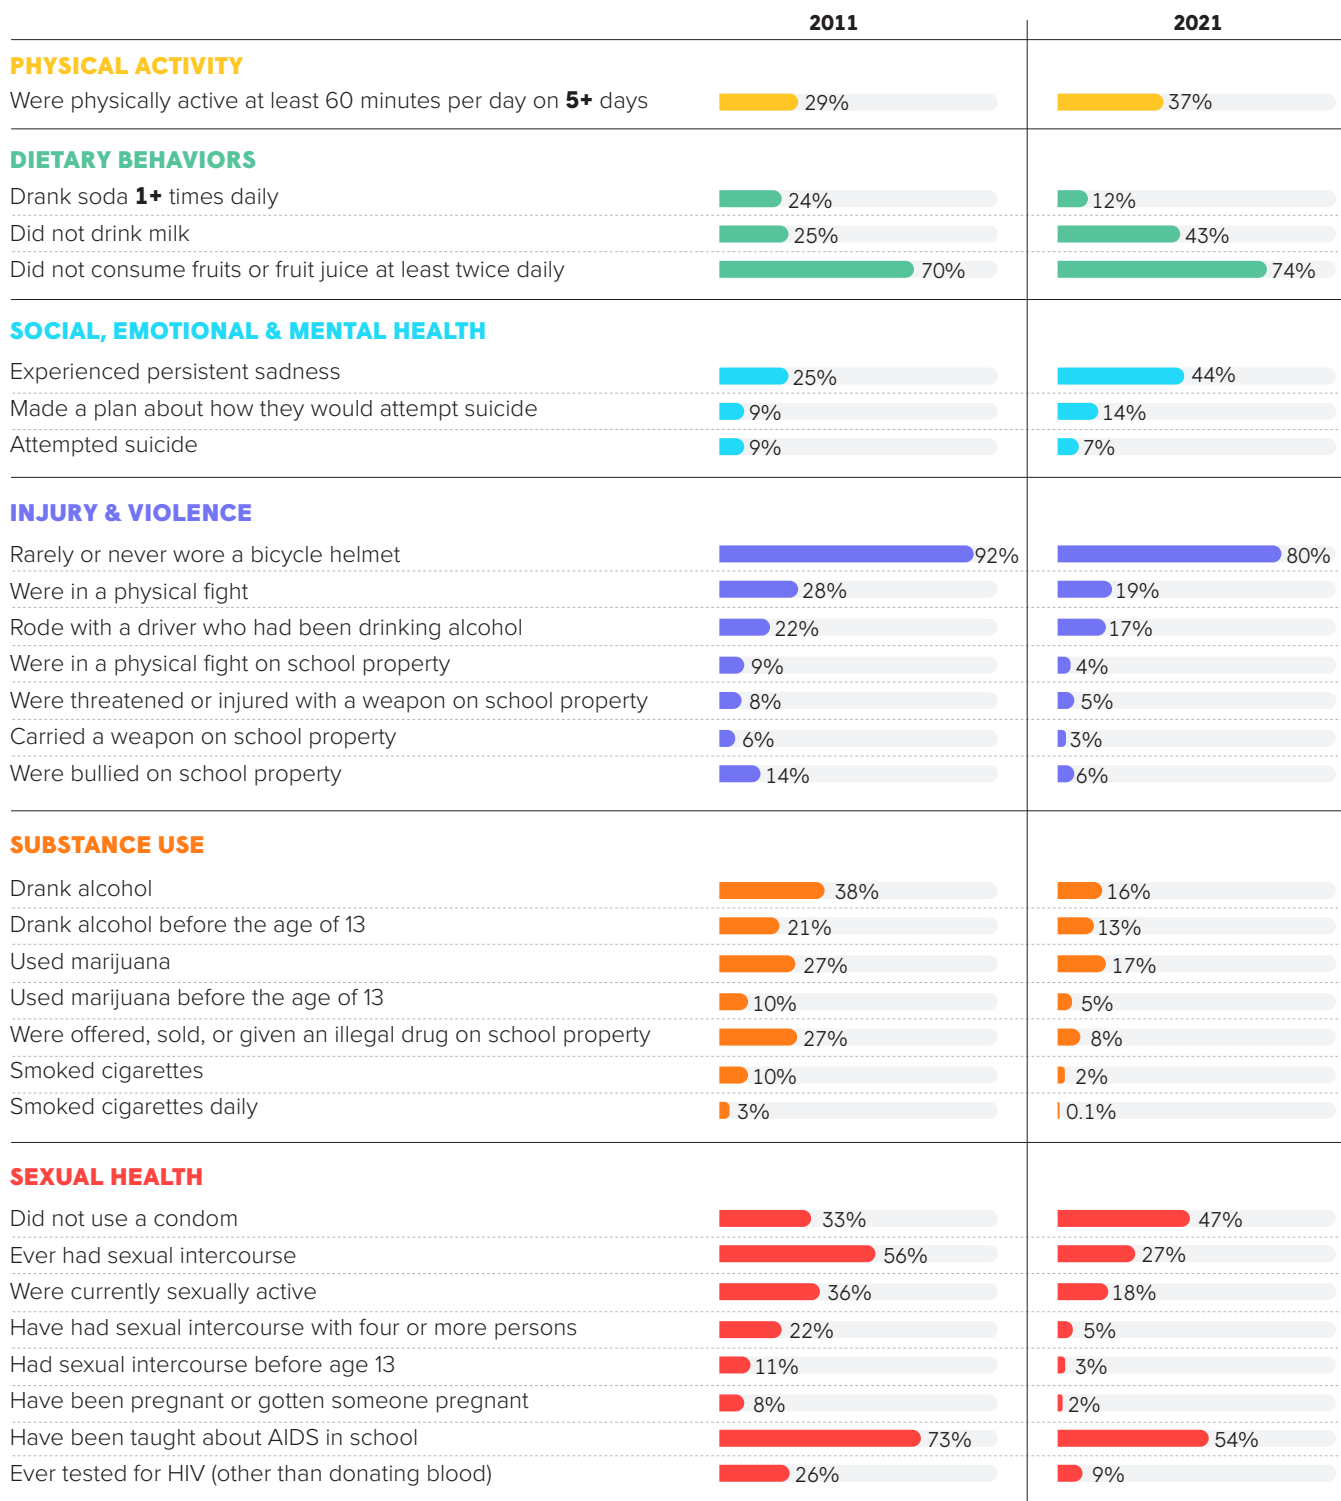 2011 2021
PHYSICAL ACTIVITY
Were physically active at least 60 minutes per day on 5+ days 29% 37%
DIETARY BEHAVIORS
Drank soda 1+ times daily 24% 12%
Did not drink milk 25% 43%
Did not consume fruits or fruit juice at least twice daily 70% 74%
SOCIAL, EMOTIONAL & MENTAL HEALTH
Experienced persistent sadness 25% 44%
Made a plan about how they would attempt suicide 9% 14%
Attempted suicide 9% 7%
INJURY & VIOLENCE
Rarely or never wore a bicycle helmet 92% 80%
Were in a physical fight 28% 19%
Rode with a driver who had been drinking alcohol 22% 17%
Were in a physical fight on school property 9% 4%
Were threatened or injured with a weapon on school property 8% 5%
Carried a weapon on school property 6% 3%
Were bullied on school property 14% 6%
SUBSTANCE USE
Drank alcohol 38% 16%
Drank alcohol before the age of 13 21% 13%
Used marijuana 27% 17%
Used marijuana before the age of 13 10% 5%
Were offered, sold, or given an illegal drug on school property 27% 8%
Smoked cigarettes 10% 2%
Smoked cigarettes daily 3% 0.1%
SEXUAL HEALTH
Did not use a condom 33% 47%
Ever had sexual intercourse 56% 27%
Were currently sexually active 36% 18%
Have had sexual intercourse with four or more persons 22% 5%
Had sexual intercourse before age 13 11% 3%
Have been pregnant or gotten someone pregnant 8% 2%
Have been taught about AIDS in school 73% 54%
Ever tested for HIV (other than donating blood) 26% 9%